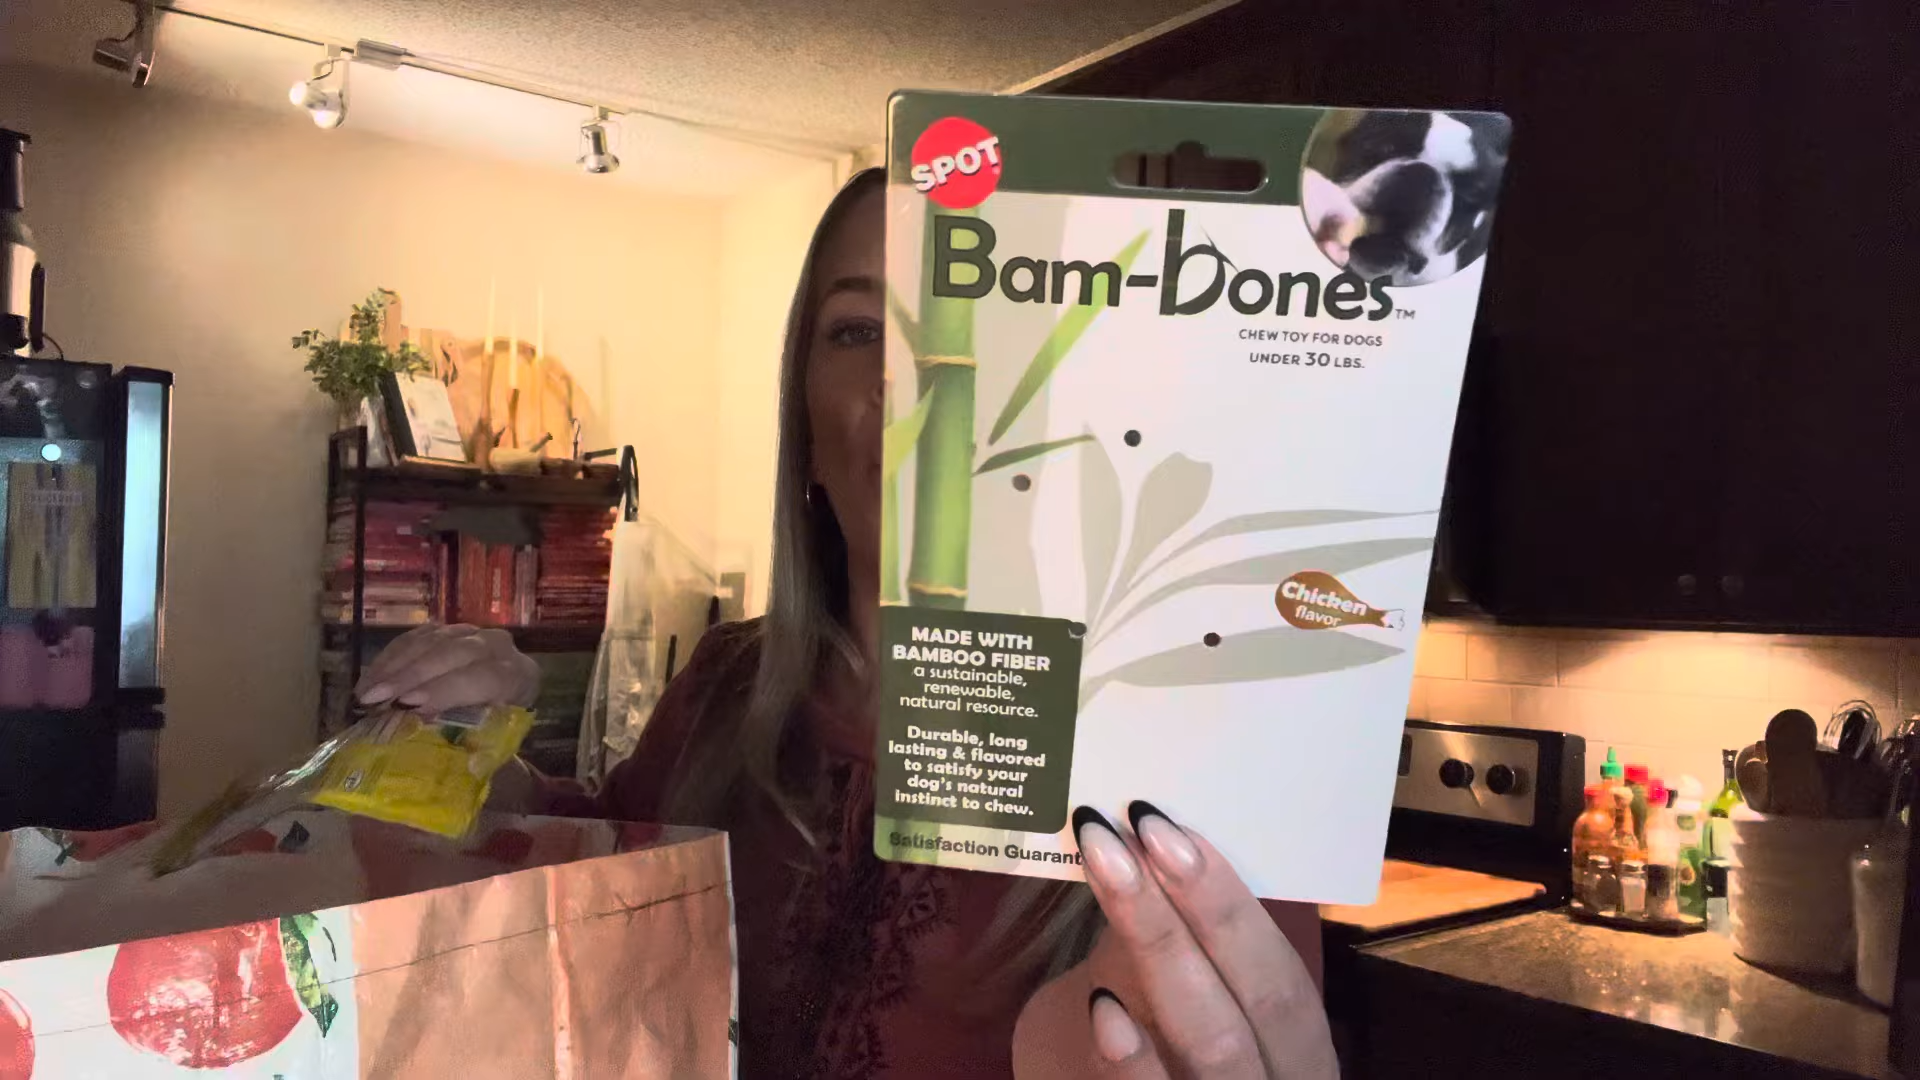 SPOT
Bam-bones™
CHEW TOY FOR DOGS
UNDER 30 LBS.
Chicken
flavor
MADE WITH
BAMBOO FIBER
a sustainable,
renewable,
natural resource.
Durable, long
lasting & flavored
to satisfy your
dog's natural
instinct to chew.
Satisfaction Guarant